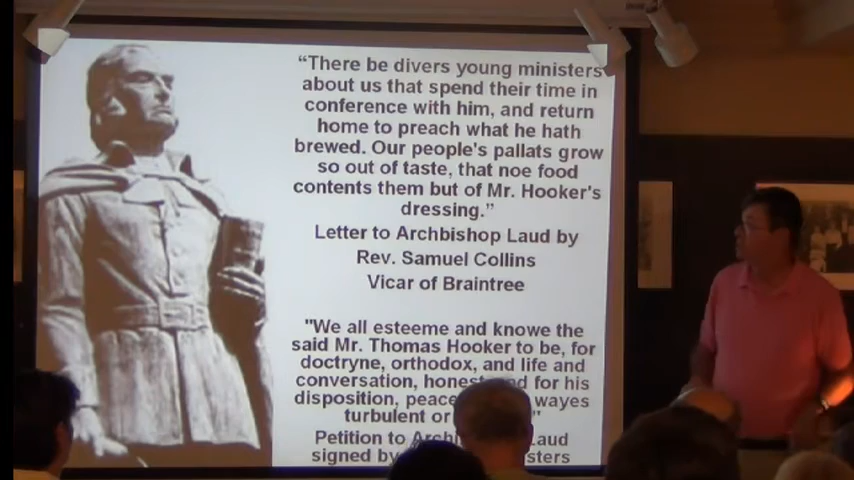 “There be divers young ministers
about us that spend their time in
conference with him, and return
home to preach what he hath
brewed. Our people's pallats grow
so out of taste, that noe food
contents them but of Mr. Hooker's
dressing.”
Letter to Archbishop Laud by
Rev. Samuel Collins
Vicar of Braintree
"We all esteeme and knowe the
said Mr. Thomas Hooker to be, for
doctryne, orthodox, and life and
conversation, for his
disposition, wayes
turbulent or "
Petition to Laud
signed by